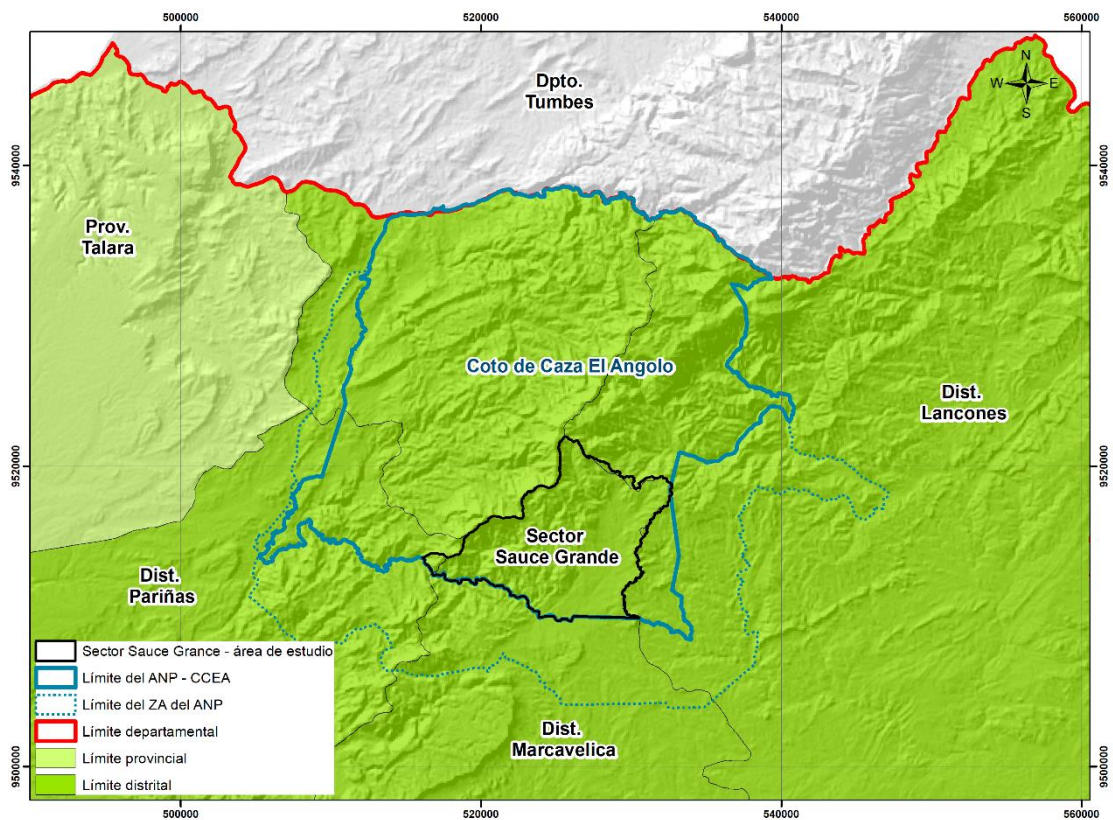 500000
520000
540000
560000
N
W
E
S
Dpto.
Tumbes
9540000
9540000
Prov.
Talara
Coto de Caza El Angolo
Dist.
Lancones
9520000
9520000
Sector
Sauce Grande
Dist.
Pariñas
Sector Sauce Grance - área de estudio
Límite del ANP - CCEA
Límite del ZA del ANP
Límite departamental
Límite provincial
Límite distrital
Dist.
Marcavelica
9500000
9500000
500000
520000
540000
560000